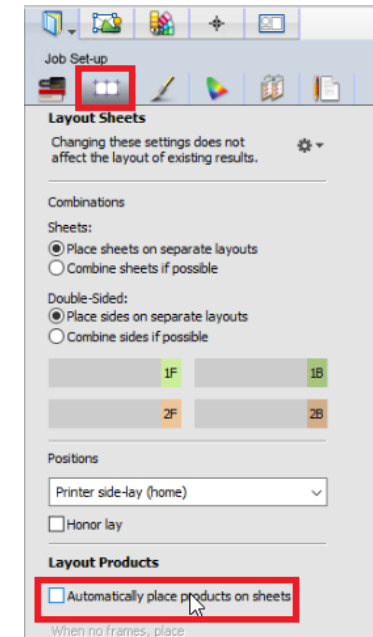 Job Set-up
Layout Sheets
Changing these settings does not
affect the layout of existing results.
Combinations
Sheets:
Place sheets on separate layouts
Combine sheets if possible
Double-Sided:
Place sides on separate layouts
Combine sides if possible
1F 1B
2F 2B
Positions
Printer side-lay (home)
Honor lay
Layout Products
Automatically place products on sheets
When no frames, place